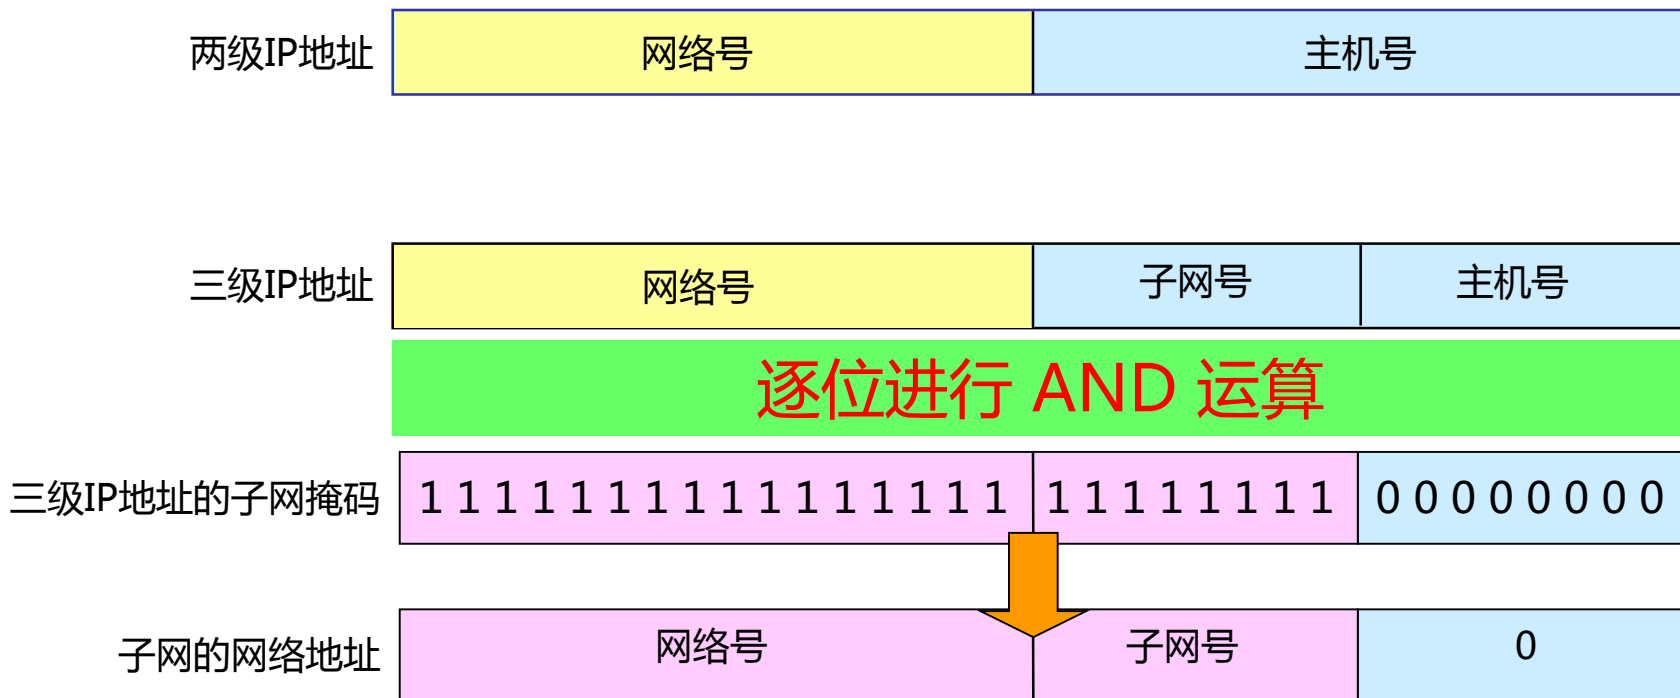 两级IP地址 网络号 主机号
三级IP地址 网络号 子网号 主机号
逐位进行 AND 运算
三级IP地址的子网掩码 1 1 1 1 1 1 1 1 1 1 1 1 1 1 1 1 1 1 1 1 1 1 1 1 0 0 0 0 0 0 0 0
子网的网络地址 网络号 子网号 0